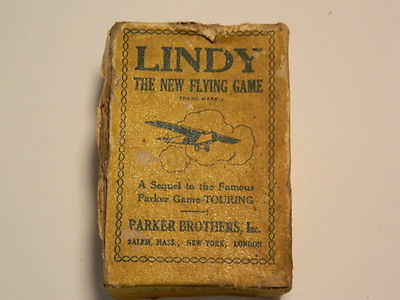 LINDY
THE NEW FLYING GAME
TRADE MARK
A Sequel to the Famous
Parker Game TOURING
PARKER BROTHERS, Inc.
SALEM, MASS., NEW YORK, LONDON